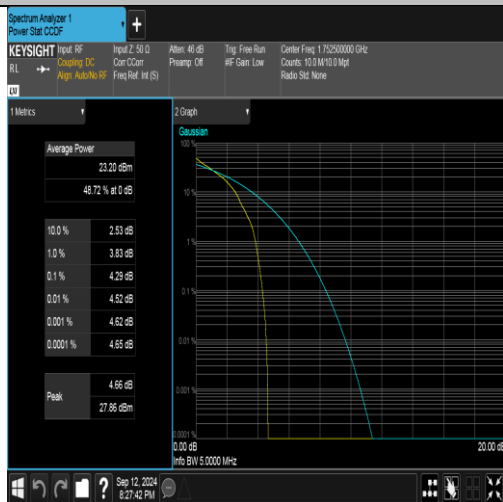 Spectrum Analyzer 1
Power Stat CCDF
+
KEYSIGHT
RL
LXI
Input: RF
Coupling: DC
Align: Auto/No RF
Input Z: 50 Ω
Corr CCorr
Freq Ref: Int (S)
Atten: 46 dB
Preamp: Off
Trig: Free Run
#IF Gain: Low
Center Freq: 1.752500000 GHz
Counts: 10.0 M/10.0 Mpt
Radio Std: None
1 Metrics
Average Power
23.20 dBm
48.72 % at 0 dB
10.0 % 2.53 dB
1.0 % 3.83 dB
0.1 % 4.29 dB
0.01 % 4.52 dB
0.001 % 4.62 dB
0.0001 % 4.65 dB
Peak
4.66 dB
27.86 dBm
2 Graph
Gaussian
100 %
10 %
1 %
0.1 %
0.01 %
0.001 %
0.0001 %
0.00 dB 20.00 dB
Info BW 5.0000 MHz
?
Sep 12, 2024
8:27:42 PM